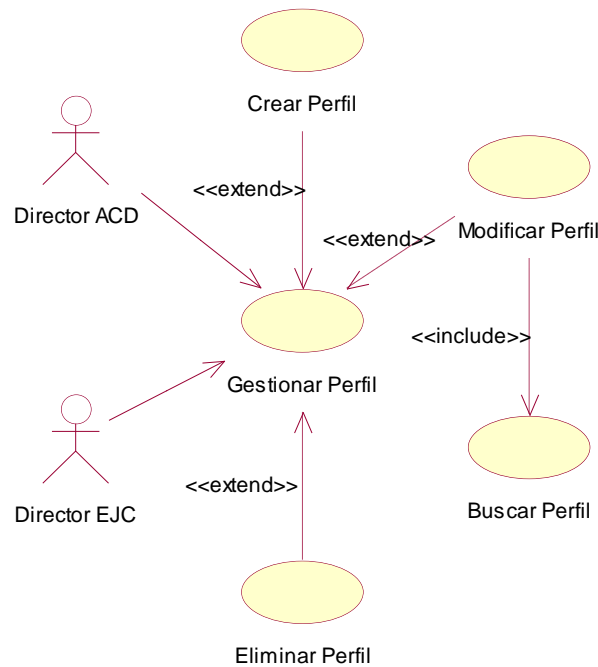 Crear Perfil
Director ACD
<<extend>>
Modificar Perfil
<<extend>>
<<include>>
Gestionar Perfil
Director EJC
<<extend>>
Buscar Perfil
Eliminar Perfil